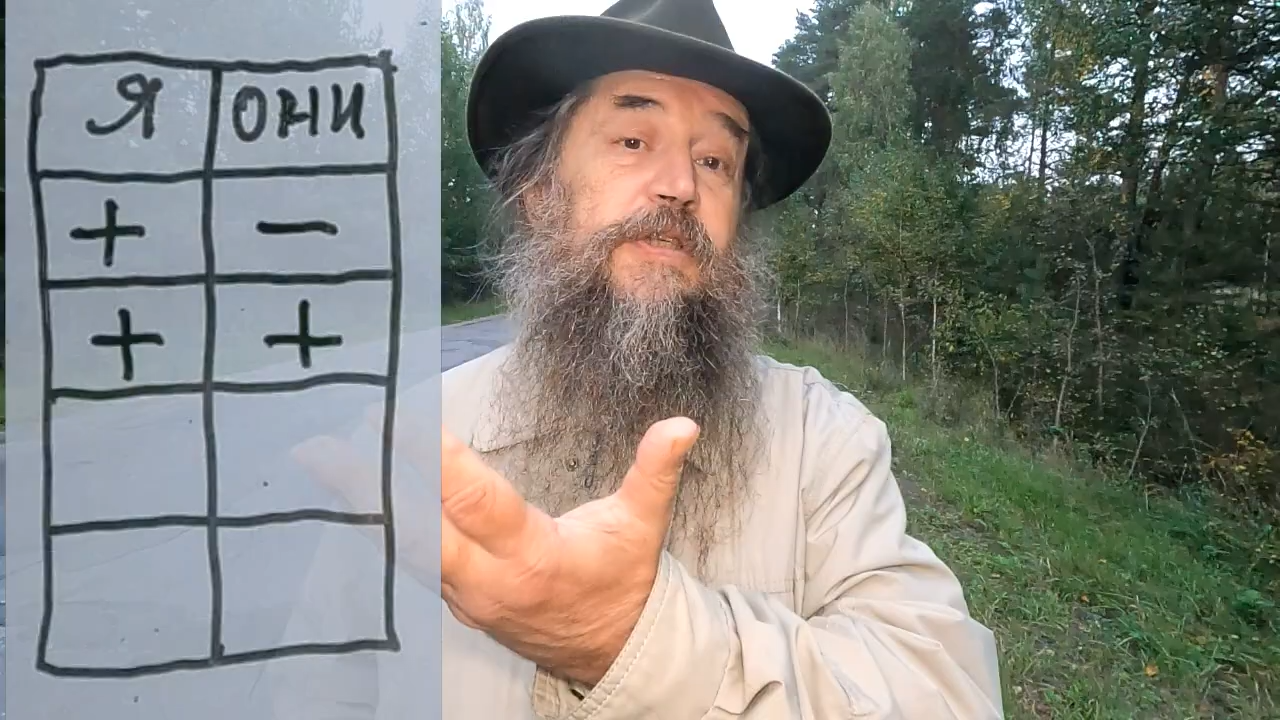 Я ОНИ
+ −
+ +